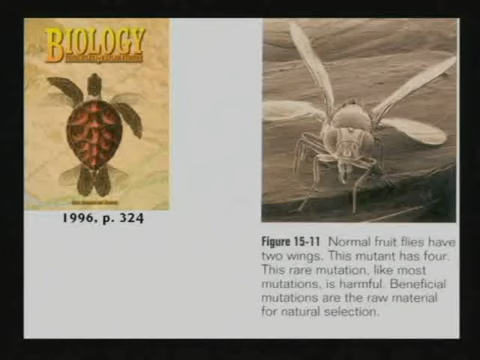 BIOLOGY
1996, p. 324
Figure 15-11 Normal fruit flies have
two wings. This mutant has four.
This rare mutation, like most
mutations, is harmful. Beneficial
mutations are the raw material
for natural selection.